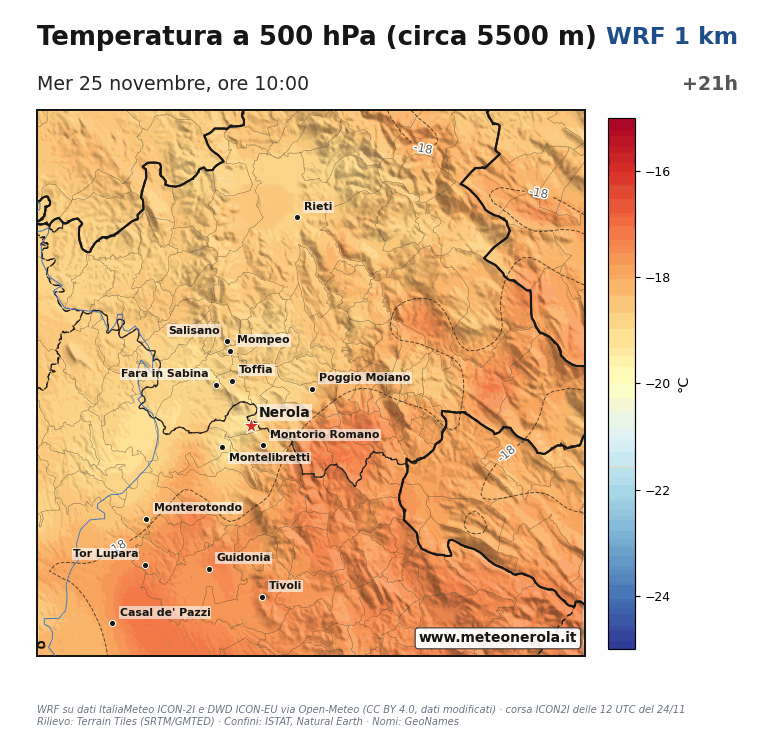 Temperatura a 500 hPa (circa 5500 m) WRF 1 km
Mer 25 novembre, ore 10:00 +21h
-18
-18
Rieti
Salisano
Mompeo
Toffia
Fara in Sabina
Poggio Moiano
Nerola
Montorio Romano
Montelibretti
-18
Monterotondo
-18
Tor Lupara
Guidonia
Tivoli
Casal de' Pazzi
www.meteonerola.it
−16
−18
−20
−22
−24
°C
WRF su dati ItaliaMeteo ICON-2I e DWD ICON-EU via Open-Meteo (CC BY 4.0, dati modificati) · corsa ICON2I delle 12 UTC del 24/11
Rilievo: Terrain Tiles (SRTM/GMTED) · Confini: ISTAT, Natural Earth · Nomi: GeoNames